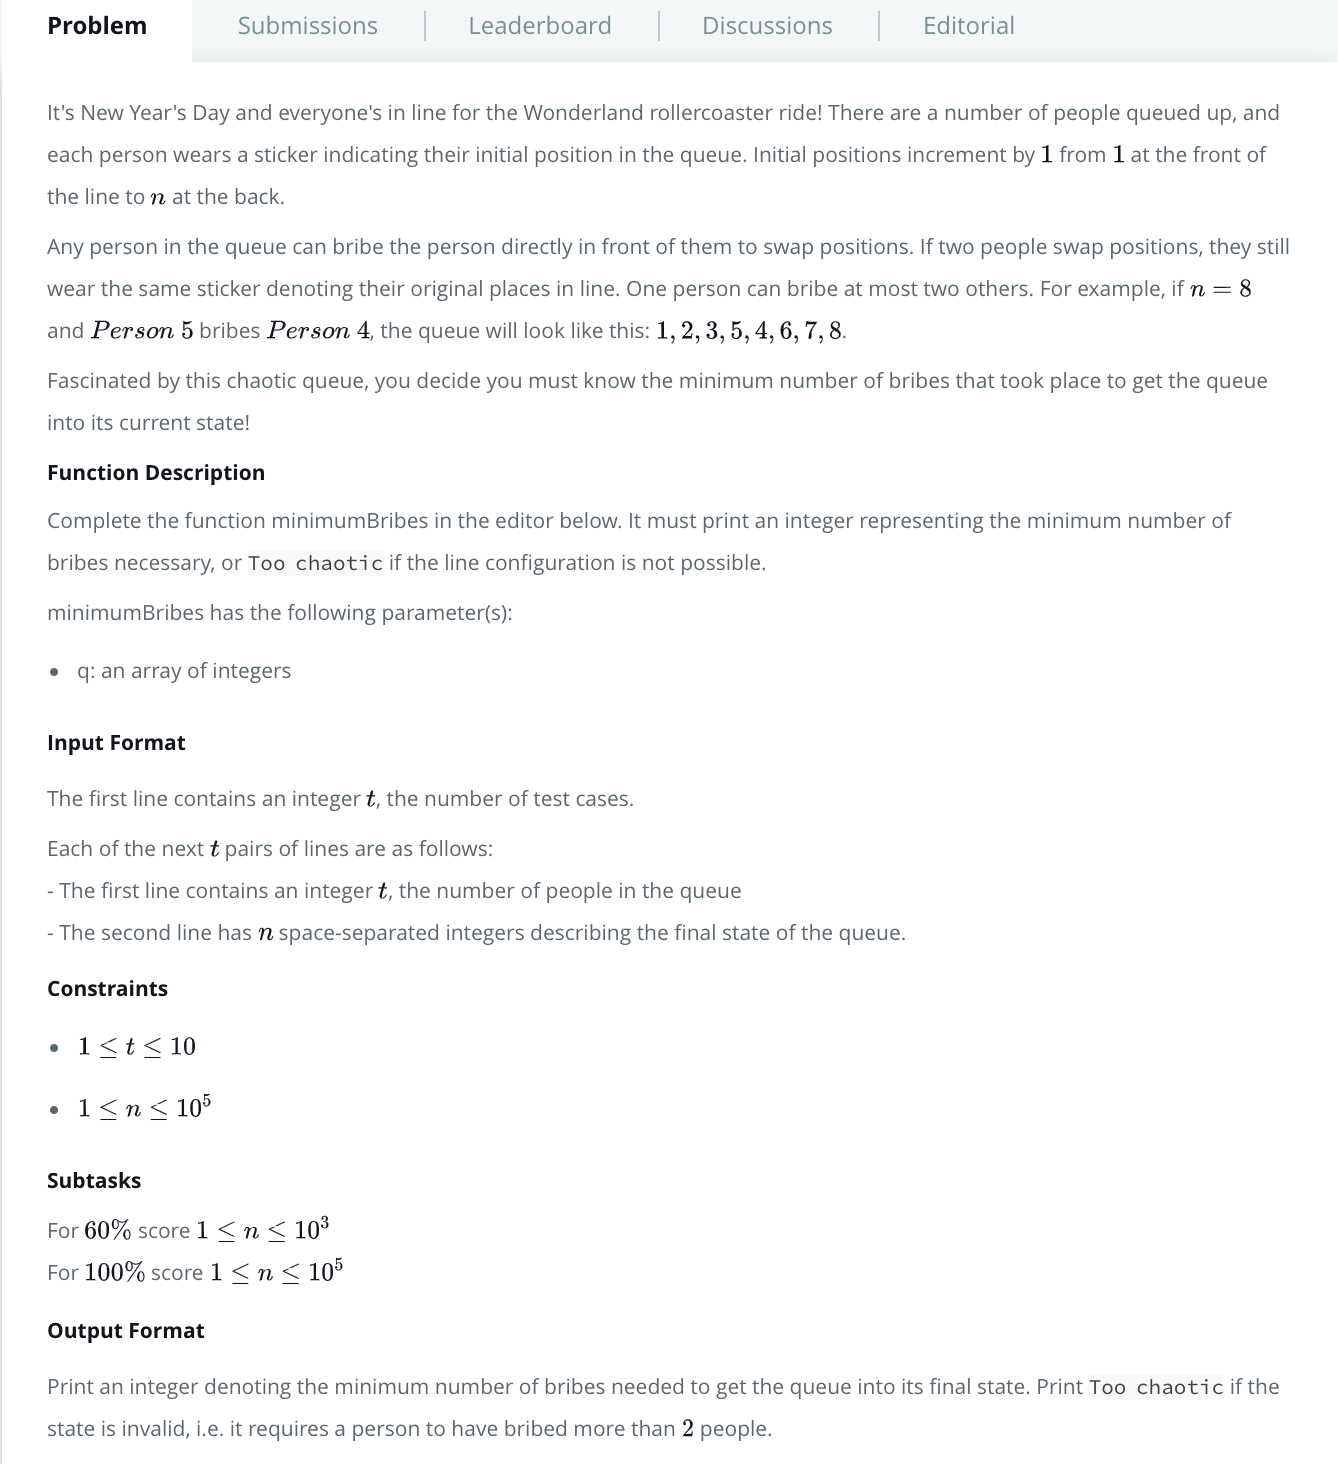 Problem
Submissions
Leaderboard
Discussions
Editorial
It's New Year's Day and everyone's in line for the Wonderland rollercoaster ride! There are a number of people queued up, and
each person wears a sticker indicating their initial position in the queue. Initial positions increment by 1 from 1 at the front of
the line to n at the back.
Any person in the queue can bribe the person directly in front of them to swap positions. If two people swap positions, they still
wear the same sticker denoting their original places in line. One person can bribe at most two others. For example, if n = 8
and Person 5 bribes Person 4, the queue will look like this: 1, 2, 3, 5, 4, 6, 7, 8.
Fascinated by this chaotic queue, you decide you must know the minimum number of bribes that took place to get the queue
into its current state!
Function Description
Complete the function minimumBribes in the editor below. It must print an integer representing the minimum number of
bribes necessary, or Too chaotic if the line configuration is not possible.
minimumBribes has the following parameter(s):
• q: an array of integers
Input Format
The first line contains an integer t, the number of test cases.
Each of the next t pairs of lines are as follows:
- The first line contains an integer t, the number of people in the queue
- The second line has n space-separated integers describing the final state of the queue.
Constraints
• 1 ≤ t ≤ 10
• 1 ≤ n ≤ 10⁵
Subtasks
For 60% score 1 ≤ n ≤ 10³
For 100% score 1 ≤ n ≤ 10⁵
Output Format
Print an integer denoting the minimum number of bribes needed to get the queue into its final state. Print Too chaotic if the
state is invalid, i.e. it requires a person to have bribed more than 2 people.